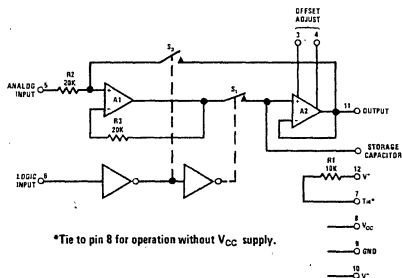 OFFSET
ADJUST
3 4
S2
R2
20K
ANALOG
INPUT 5
A1
S1
A2
11 OUTPUT
R3
20K
STORAGE
CAPACITOR
LOGIC
INPUT 6
R1
10K
12 V+
7 Tie*
8 VCC
9 GND
10 V-
*Tie to pin 8 for operation without VCC supply.